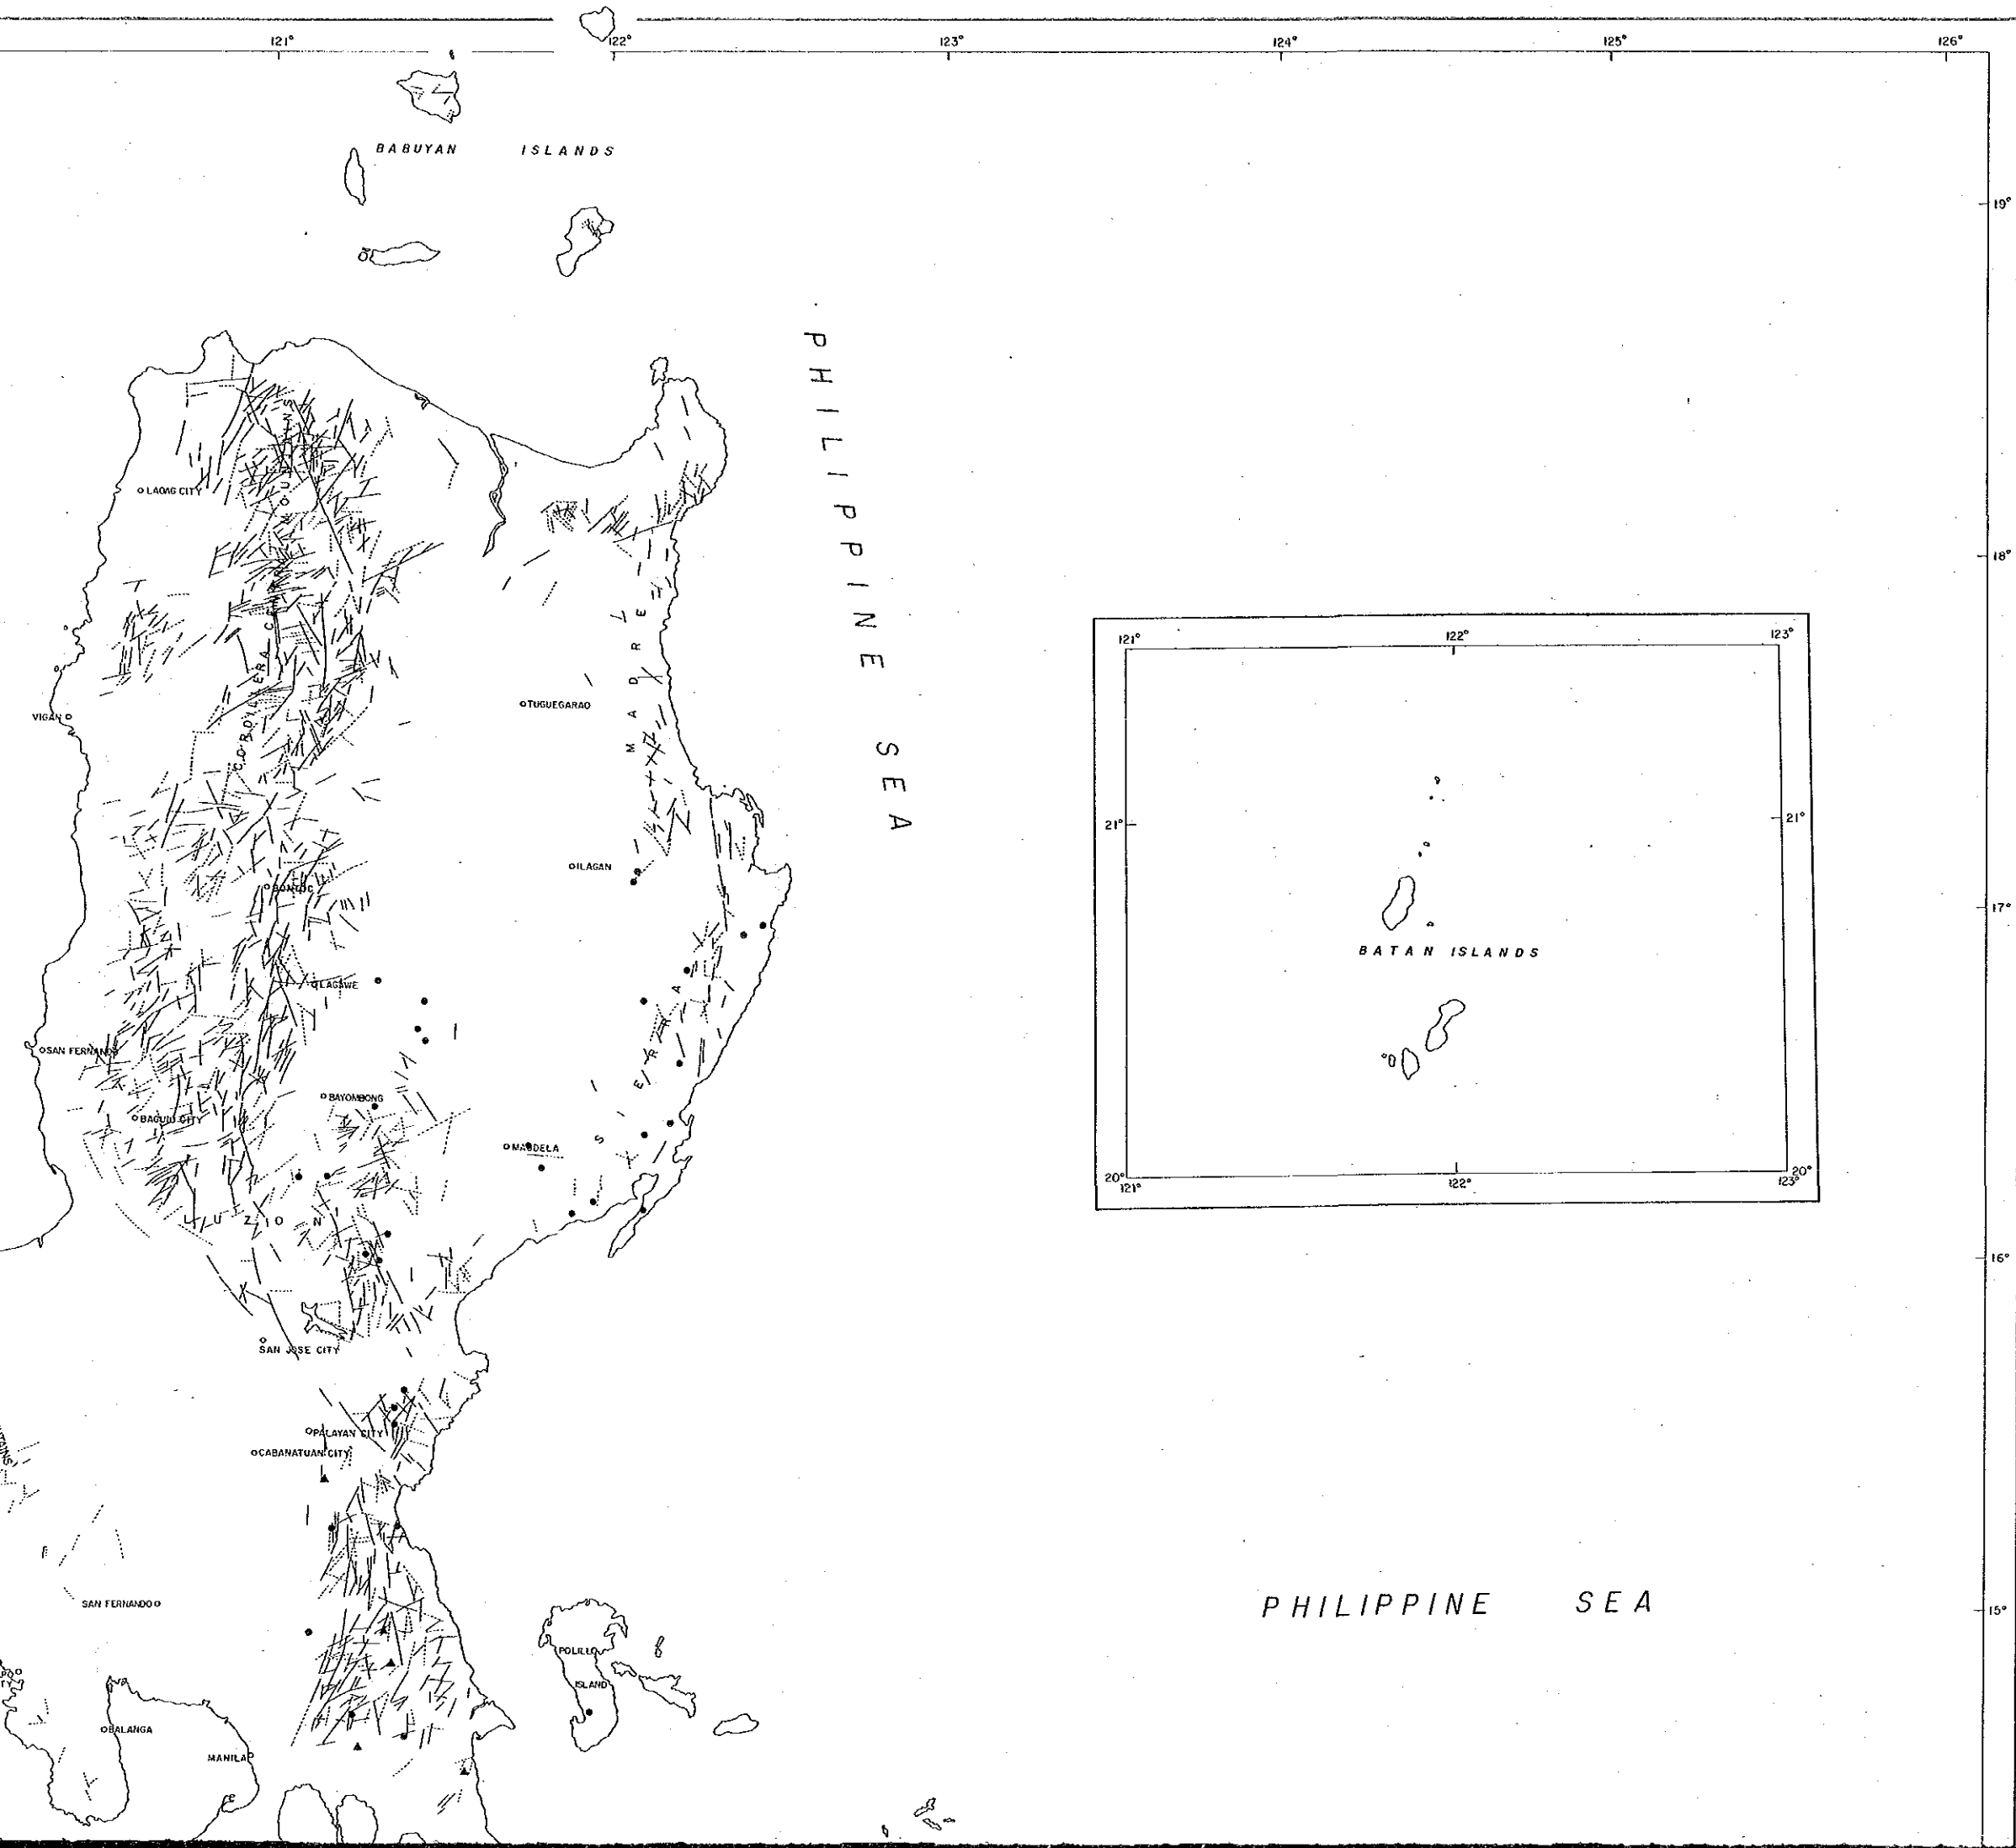 121° 122° 123° 124° 125° 126°
BABUYAN ISLANDS
19°
PHILIPPINE SEA
LAOAG CITY
18°
121° 122° 123°
VIGAN
TUGUEGARAO
CORDILLERA CENTRAL MOUNTAINS
SIERRA MADRE
21° 21°
ILAGAN
BONTOC
17°
BATAN ISLANDS
LAGAWE
SAN FERNANDO
BAYOMBONG
BAGUIO CITY
MADDELA
20° 20°
121° 122° 123°
LUZON
16°
SAN JOSE CITY
PALAYAN CITY
CABANATUAN CITY
SAN FERNANDO
PHILIPPINE SEA
15°
POLILLO
ISLAND
BALANGA
MANILA